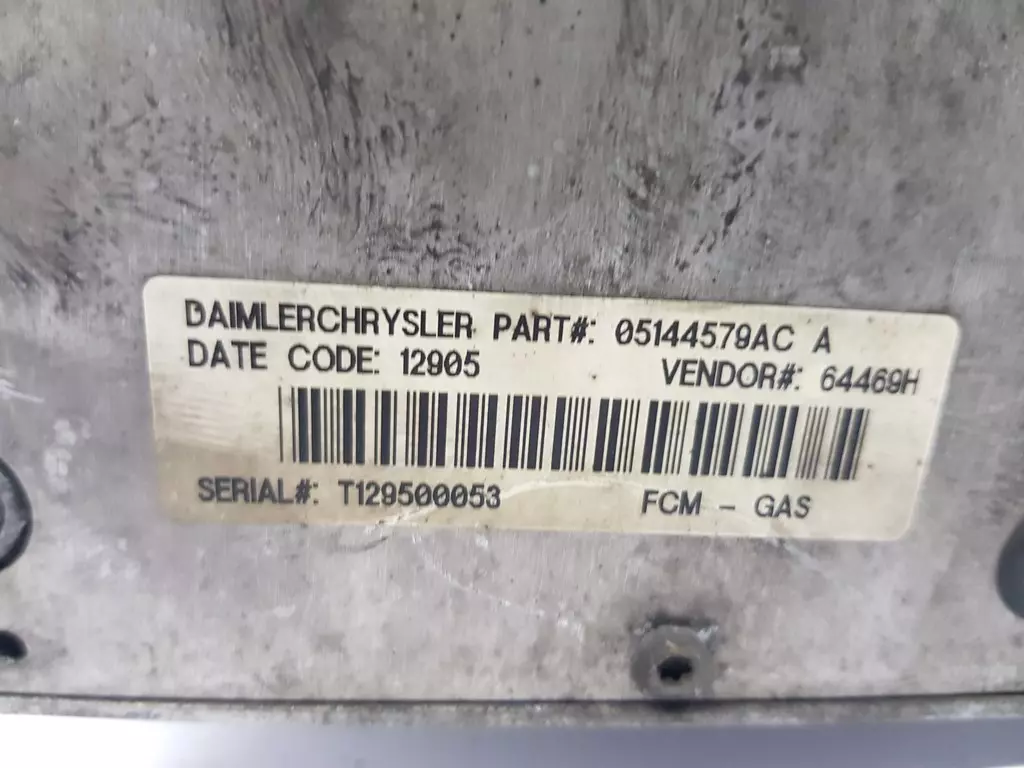 DAIMLERCHRYSLER PART#: 05144579AC A
DATE CODE: 12905 VENDOR#: 64469H
SERIAL#: T129500053 FCM - GAS